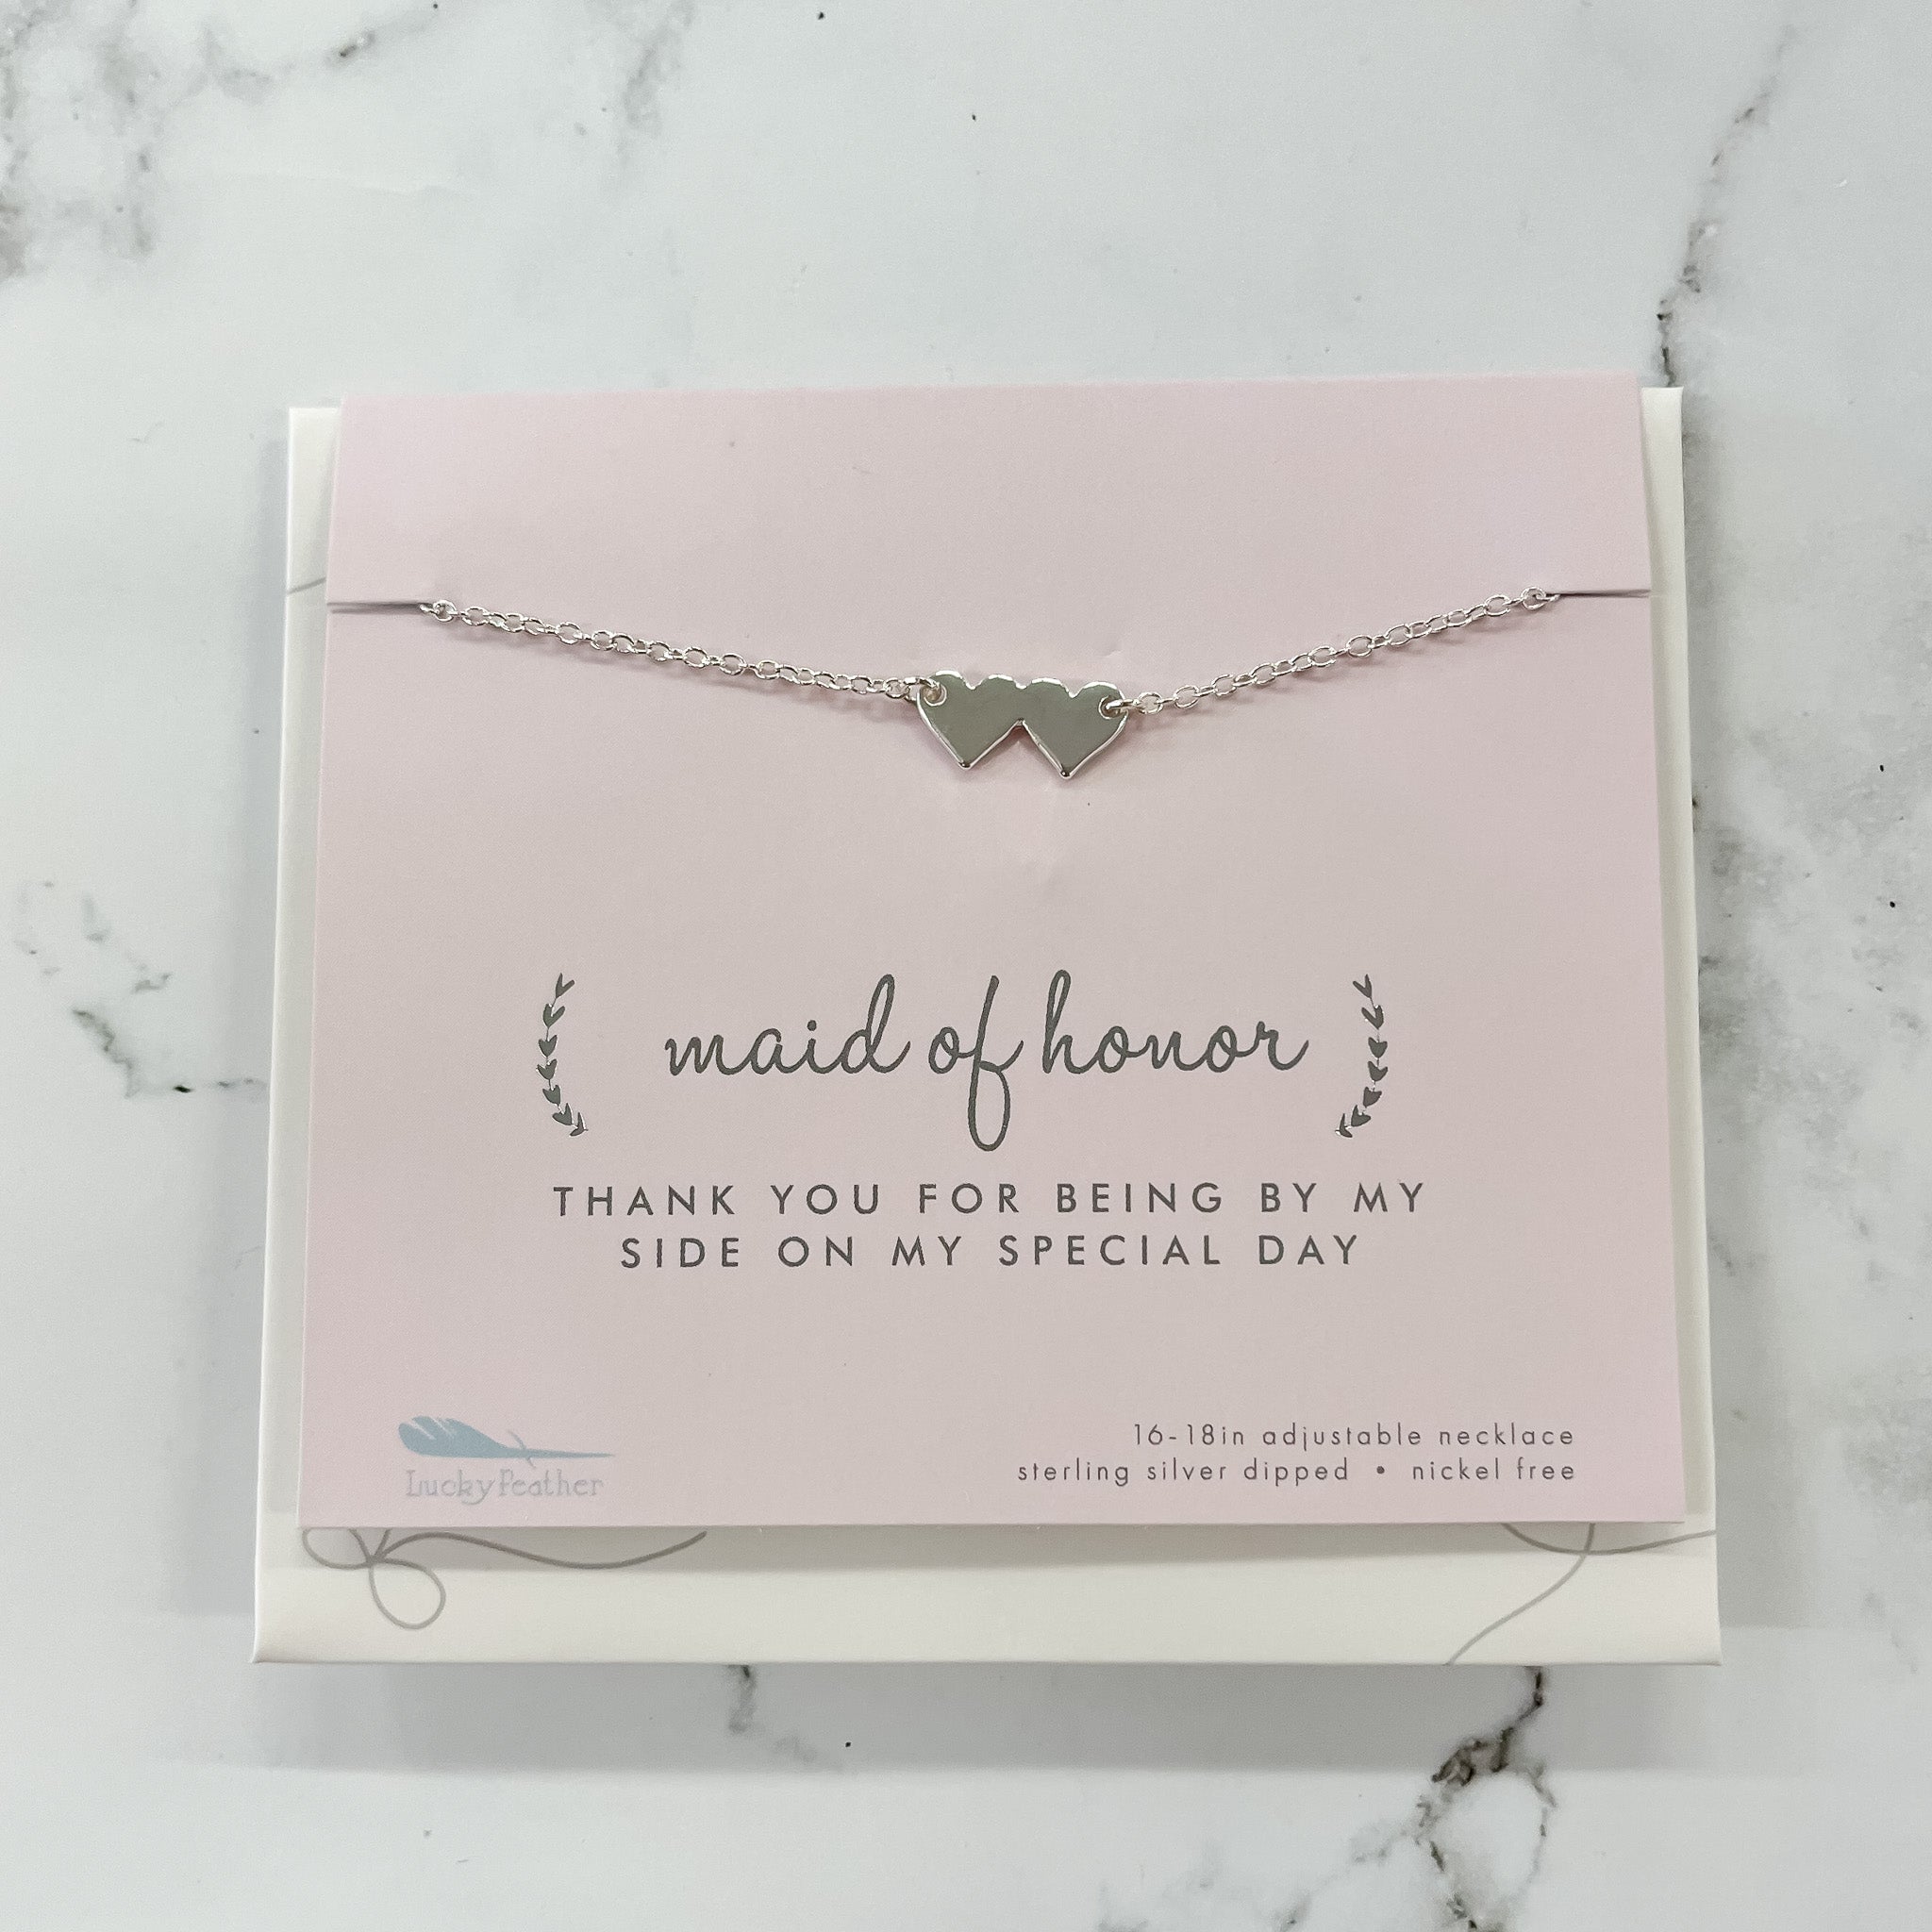 maid of honor
THANK YOU FOR BEING BY MY
SIDE ON MY SPECIAL DAY
Lucky Feather
16-18in adjustable necklace
sterling silver dipped • nickel free